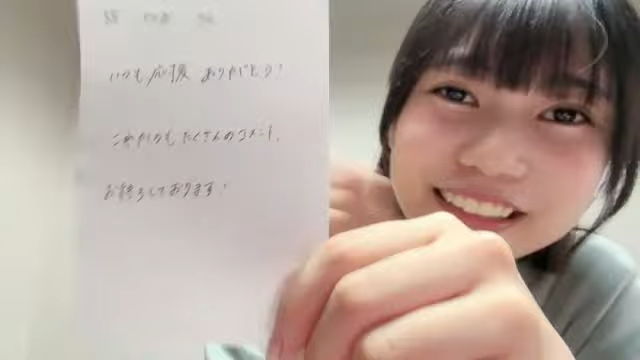 いつも応援ありがとう!
これからもたくさんのコメント、
お待ちしております!